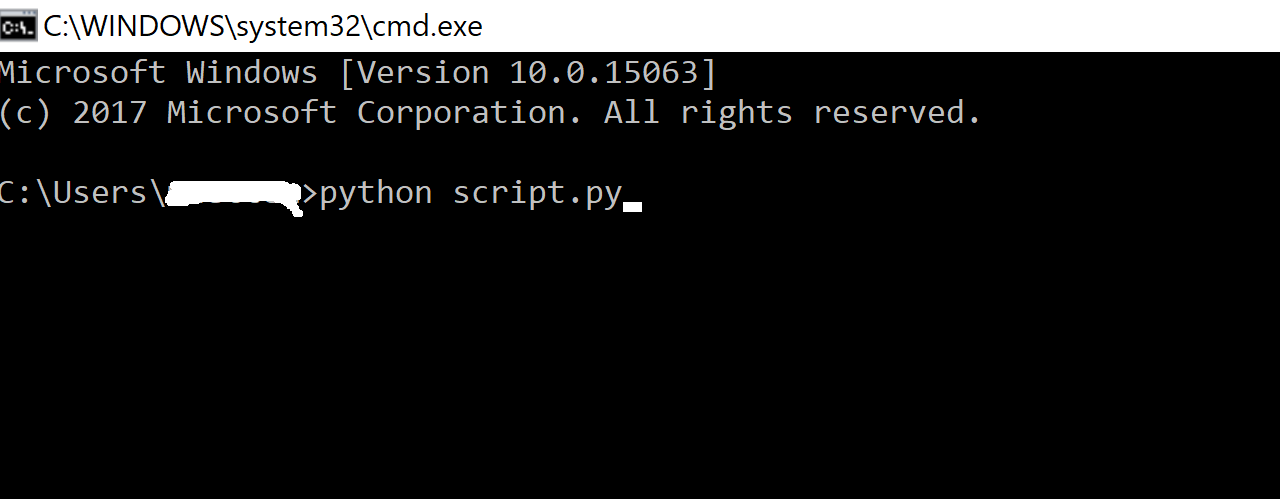 C:\WINDOWS\system32\cmd.exe
Microsoft Windows [Version 10.0.15063]
(c) 2017 Microsoft Corporation. All rights reserved.
C:\Users\>python script.py